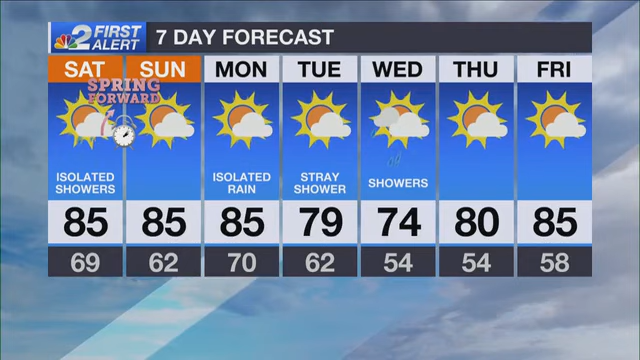 2 FIRST ALERT
7 DAY FORECAST
SAT SUN MON TUE WED THU FRI
SPRING
FORWARD
ISOLATED SHOWERS
ISOLATED RAIN
STRAY SHOWER
SHOWERS
85 85 85 79 74 80 85
69 62 70 62 54 54 58